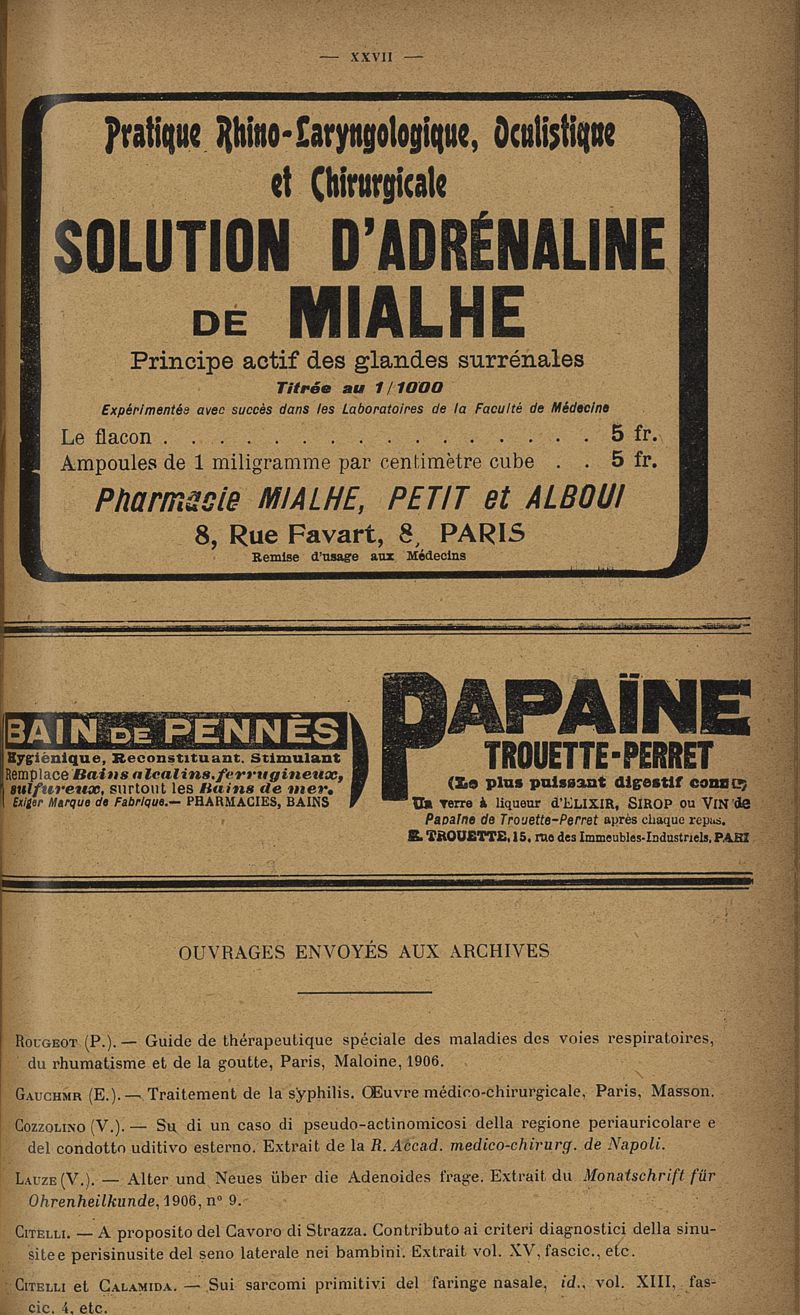 — XXVII —
Pratique Rhino-Laryngologique, Oculistique
et Chirurgicale
SOLUTION D'ADRÉNALINE
DE MIALHE
Principe actif des glandes surrénales
Titrée au 1/1000
Expérimentée avec succès dans les Laboratoires de la Faculté de Médecine
Le flacon . . . . . . . . . . . . . . . . 5 fr.
Ampoules de 1 miligramme par centimètre cube . . 5 fr.
Pharmacie MIALHE, PETIT et ALBOUI
8, Rue Favart, 8, PARIS
Remise d'usage aux Médecins
BAIN DE PENNÈS
Hygiénique, Reconstituant. Stimulant
Remplace Bains alcalins, ferrugineux,
sulfureux, surtout les Bains de mer.
Exiger Marque de Fabrique. — PHARMACIES, BAINS
PAPAÏNE
TROUETTE-PERRET
(Le plus puissant digestif connu)
Un verre à liqueur d'ELIXIR, SIROP ou VIN de
Papaïne de Trouette-Perret après chaque repas.
E. TROUETTE, 15, rue des Immeubles-Industriels, PARI
OUVRAGES ENVOYÉS AUX ARCHIVES
ROUGEOT (P.). — Guide de thérapeutique spéciale des maladies des voies respiratoires,
du rhumatisme et de la goutte, Paris, Maloine, 1906.
GAUCHMR (E.). — Traitement de la syphilis. Œuvre médico-chirurgicale, Paris, Masson.
COZZOLINO (V.). — Su di un caso di pseudo-actinomicosi della regione periauricolare e
del condotto uditivo esterno. Extrait de la R. Accad. medico-chirurg. de Napoli.
LAUZE (V.). — Alter und Neues über die Adenoides frage. Extrait du Monatschrift für
Ohrenheilkunde, 1906, n° 9.
CITELLI. — A proposito del Cavoro di Strazza. Contributo ai criteri diagnostici della sinu-
site e perisinusite del seno laterale nei bambini. Extrait vol. XV, fascic., etc.
CITELLI et CALAMIDA. — Sui sarcomi primitivi del faringe nasale, id., vol. XIII, fas-
cic. 4, etc.